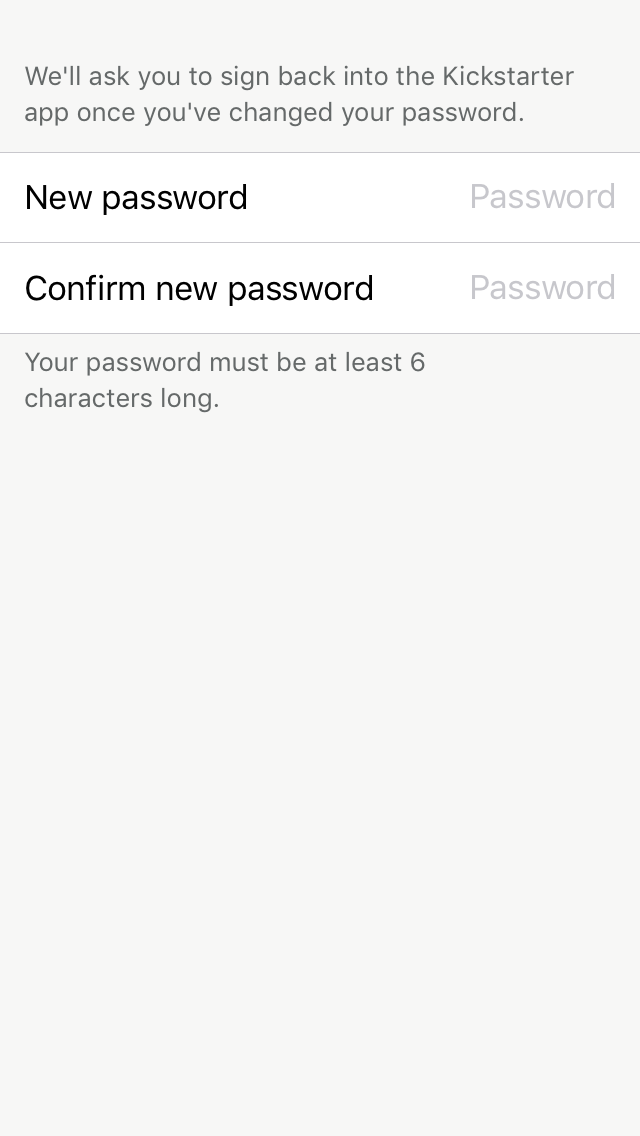 We'll ask you to sign back into the Kickstarter
app once you've changed your password.
New password Password
Confirm new password Password
Your password must be at least 6
characters long.